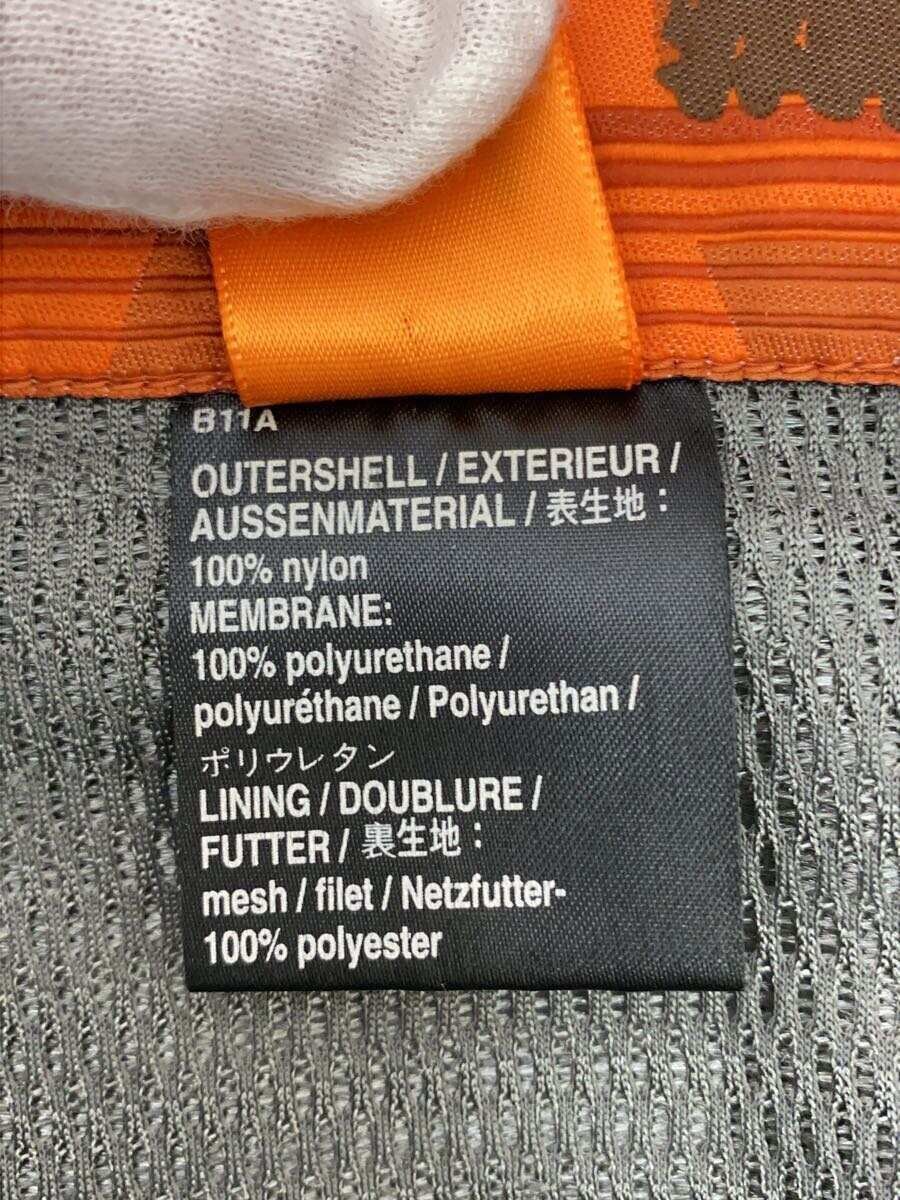 B11A
OUTERSHELL / EXTERIEUR /
AUSSENMATERIAL / 表生地：
100% nylon
MEMBRANE:
100% polyurethane /
polyuréthane / Polyurethan /
ポリウレタン
LINING / DOUBLURE /
FUTTER / 裏生地：
mesh / filet / Netzfutter-
100% polyester